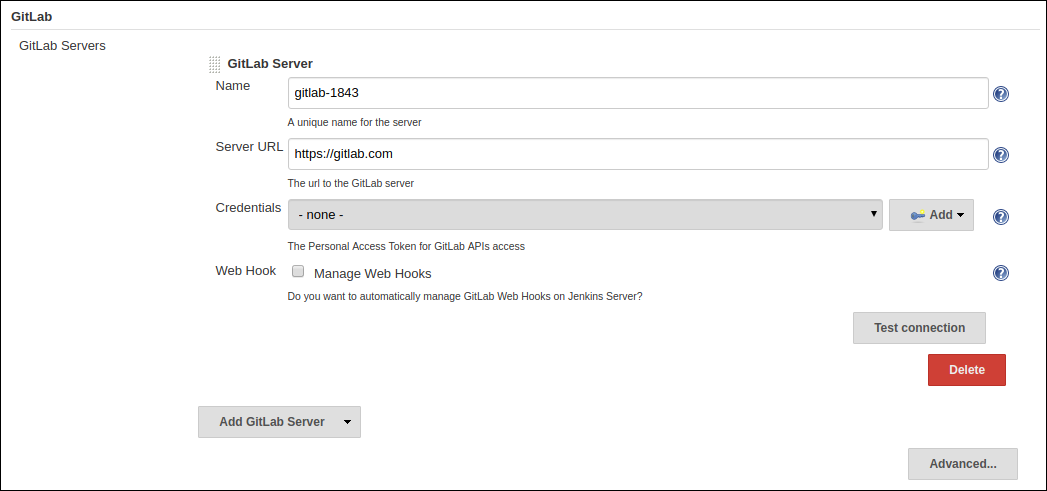 GitLab
GitLab Servers
GitLab Server
Name
gitlab-1843
A unique name for the server
Server URL
https://gitlab.com
The url to the GitLab server
Credentials
- none -
Add
The Personal Access Token for GitLab APIs access
Web Hook
Manage Web Hooks
Do you want to automatically manage GitLab Web Hooks on Jenkins Server?
Test connection
Delete
Add GitLab Server
Advanced...